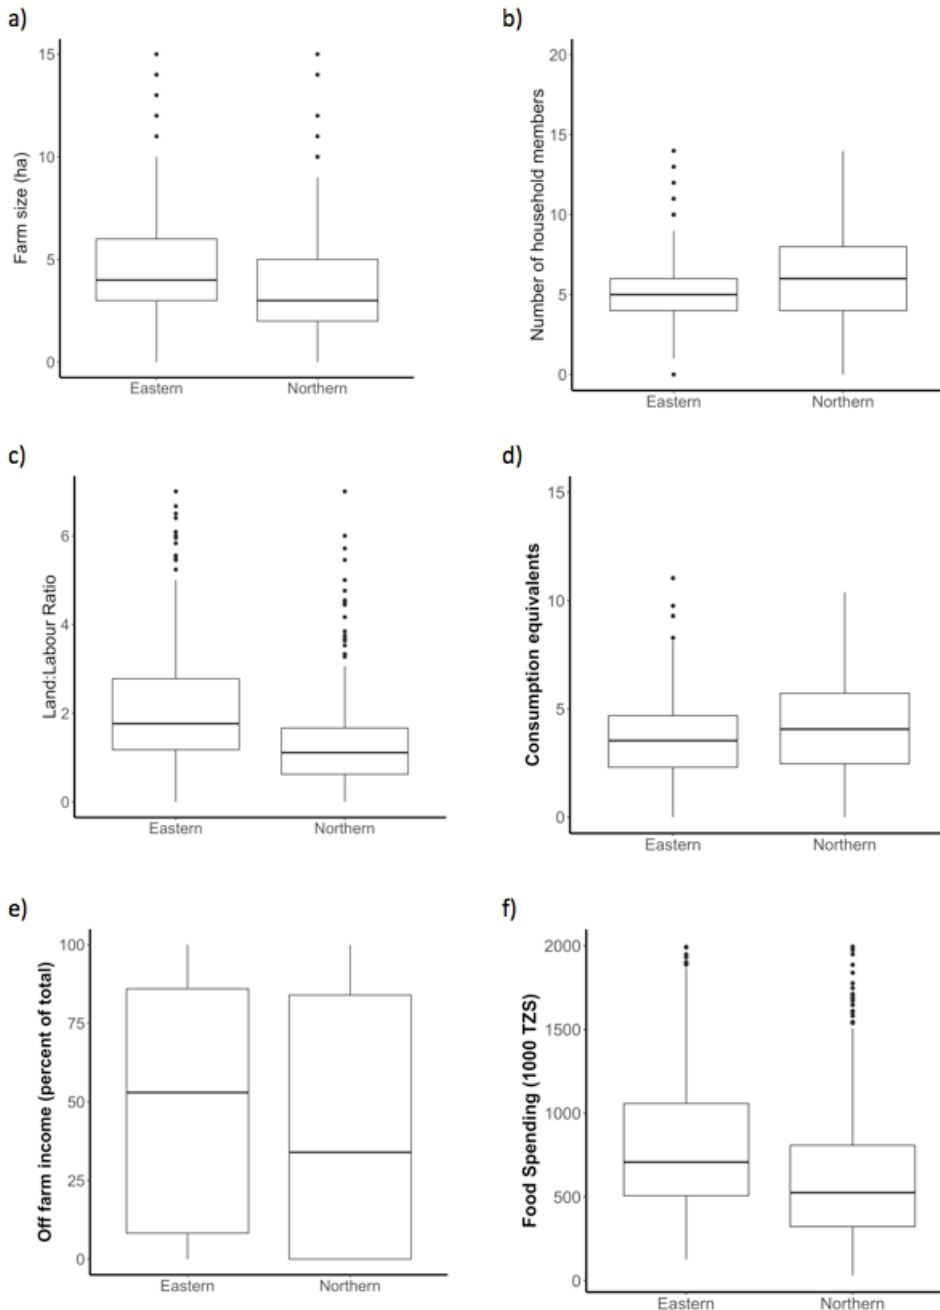 a)
Farm size (ha)
15
10
5
0
Eastern Northern
b)
Number of household members
20
15
10
5
0
Eastern Northern
c)
Land:Labour Ratio
6
4
2
0
Eastern Northern
d)
Consumption equivalents
15
10
5
0
Eastern Northern
e)
Off farm income (percent of total)
100
75
50
25
0
Eastern Northern
f)
Food Spending (1000 TZS)
2000
1500
1000
500
0
Eastern Northern